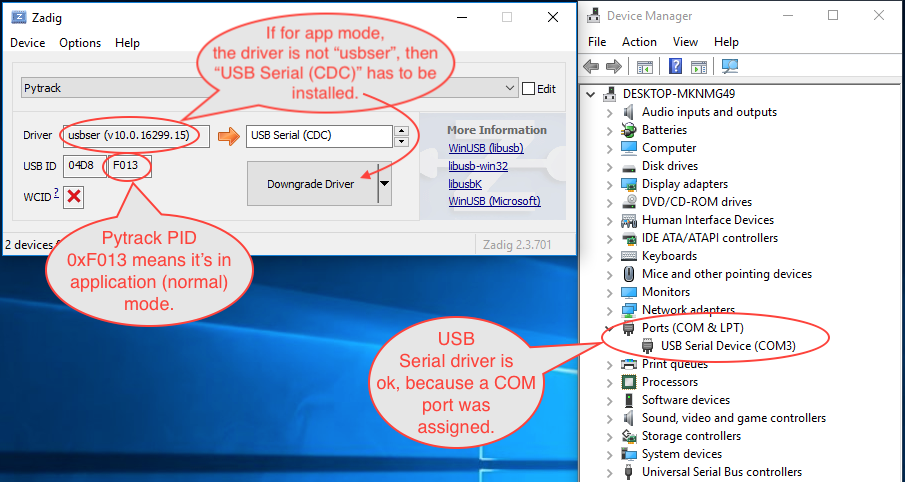 Zadig
Device Options Help
If for app mode,
the driver is not “usbser”, then
“USB Serial (CDC)” has to be
installed.
Pytrack
Edit
Driver
usbser (v10.0.16299.15)
USB Serial (CDC)
USB ID
04D8
F013
WCID ?
Downgrade Driver
More Information
WinUSB (libusb)
libusb-win32
libusbK
WinUSB (Microsoft)
2 devices
Zadig 2.3.701
Pytrack PID
0xF013 means it’s in
application (normal)
mode.
USB
Serial driver is
ok, because a COM
port was
assigned.
Device Manager
File Action View Help
DESKTOP-MKNMG49
Audio inputs and outputs
Batteries
Computer
Disk drives
Display adapters
DVD/CD-ROM drives
Human Interface Devices
IDE ATA/ATAPI controllers
Keyboards
Mice and other pointing devices
Monitors
Network adapters
Ports (COM & LPT)
USB Serial Device (COM3)
Print queues
Processors
Software devices
Sound, video and game controllers
Storage controllers
System devices
Universal Serial Bus controllers